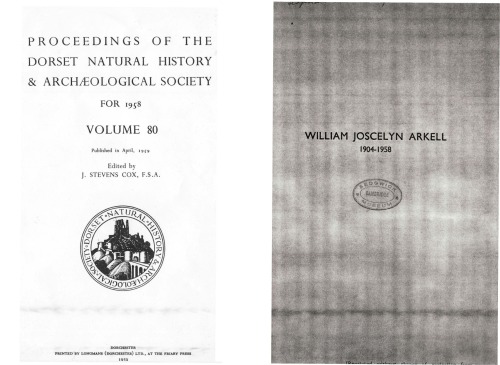 PROCEEDINGS OF THE
DORSET NATURAL HISTORY
& ARCHÆOLOGICAL SOCIETY
FOR 1958
VOLUME 80
Published in April, 1959
Edited by
J. STEVENS COX, F.S.A.
DORSET · NATURAL · HISTORY · & ARCHÆOLOGICAL · SOCIETY
DORCHESTER
PRINTED BY LONGMANS (DORCHESTER) LTD., AT THE FRIARY PRESS
1959
WILLIAM JOSCELYN ARKELL
1904-1958
SEDGWICK
MUSEUM